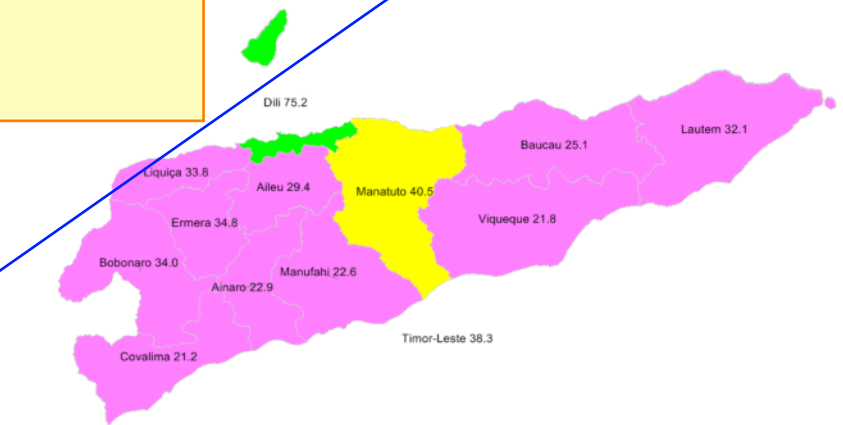 Dili 75.2
Lautem 32.1
Baucau 25.1
Liquiça 33.8
Aileu 29.4
Manatuto 40.5
Ermera 34.8
Viqueque 21.8
Bobonaro 34.0
Manufahi 22.6
Ainaro 22.9
Timor-Leste 38.3
Covalima 21.2